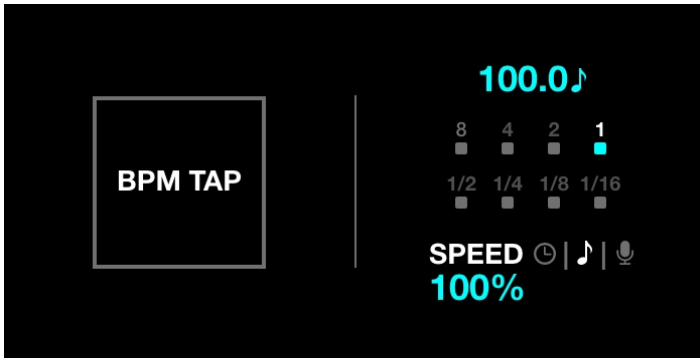 BPM TAP
100.0♪
8 4 2 1
1/2 1/4 1/8 1/16
SPEED | ♪ |
100%